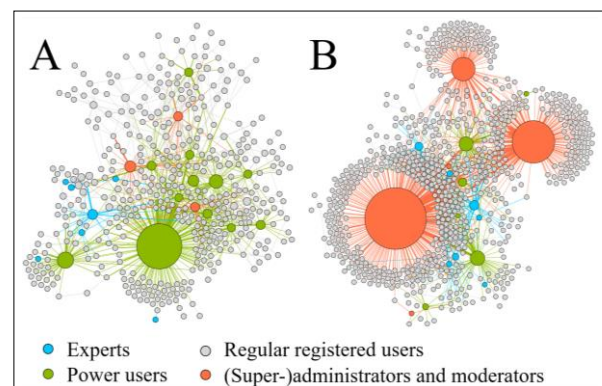 A B
Experts Regular registered users
Power users (Super-)administrators and moderators